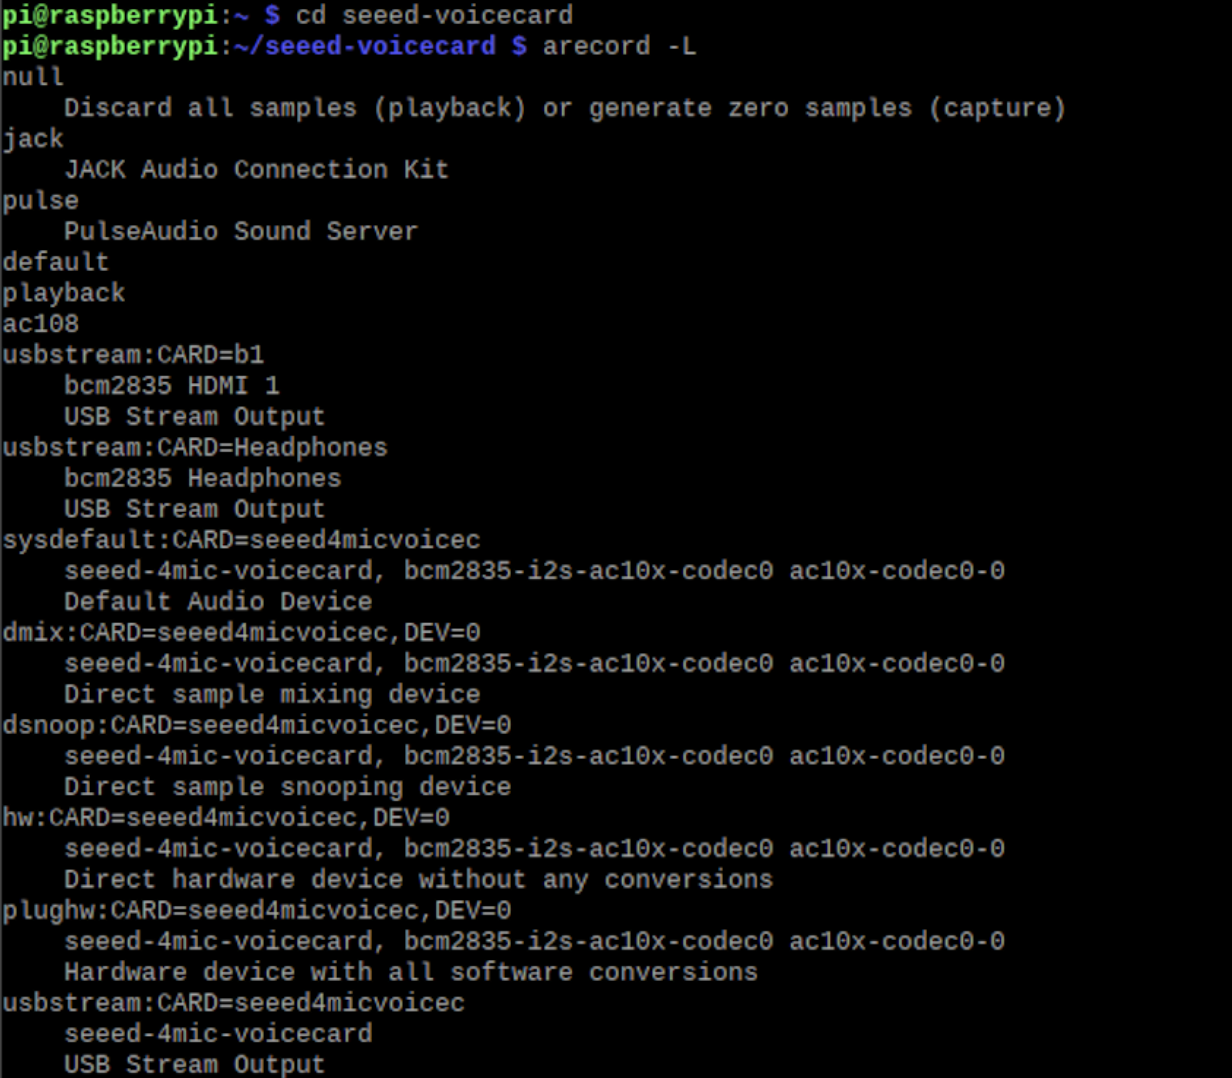 pi@raspberrypi:~ $ cd seeed-voicecard
pi@raspberrypi:~/seeed-voicecard $ arecord -L
null
    Discard all samples (playback) or generate zero samples (capture)
jack
    JACK Audio Connection Kit
pulse
    PulseAudio Sound Server
default
playback
ac108
usbstream:CARD=b1
    bcm2835 HDMI 1
    USB Stream Output
usbstream:CARD=Headphones
    bcm2835 Headphones
    USB Stream Output
sysdefault:CARD=seeed4micvoicec
    seeed-4mic-voicecard, bcm2835-i2s-ac10x-codec0 ac10x-codec0-0
    Default Audio Device
dmix:CARD=seeed4micvoicec,DEV=0
    seeed-4mic-voicecard, bcm2835-i2s-ac10x-codec0 ac10x-codec0-0
    Direct sample mixing device
dsnoop:CARD=seeed4micvoicec,DEV=0
    seeed-4mic-voicecard, bcm2835-i2s-ac10x-codec0 ac10x-codec0-0
    Direct sample snooping device
hw:CARD=seeed4micvoicec,DEV=0
    seeed-4mic-voicecard, bcm2835-i2s-ac10x-codec0 ac10x-codec0-0
    Direct hardware device without any conversions
plughw:CARD=seeed4micvoicec,DEV=0
    seeed-4mic-voicecard, bcm2835-i2s-ac10x-codec0 ac10x-codec0-0
    Hardware device with all software conversions
usbstream:CARD=seeed4micvoicec
    seeed-4mic-voicecard
    USB Stream Output